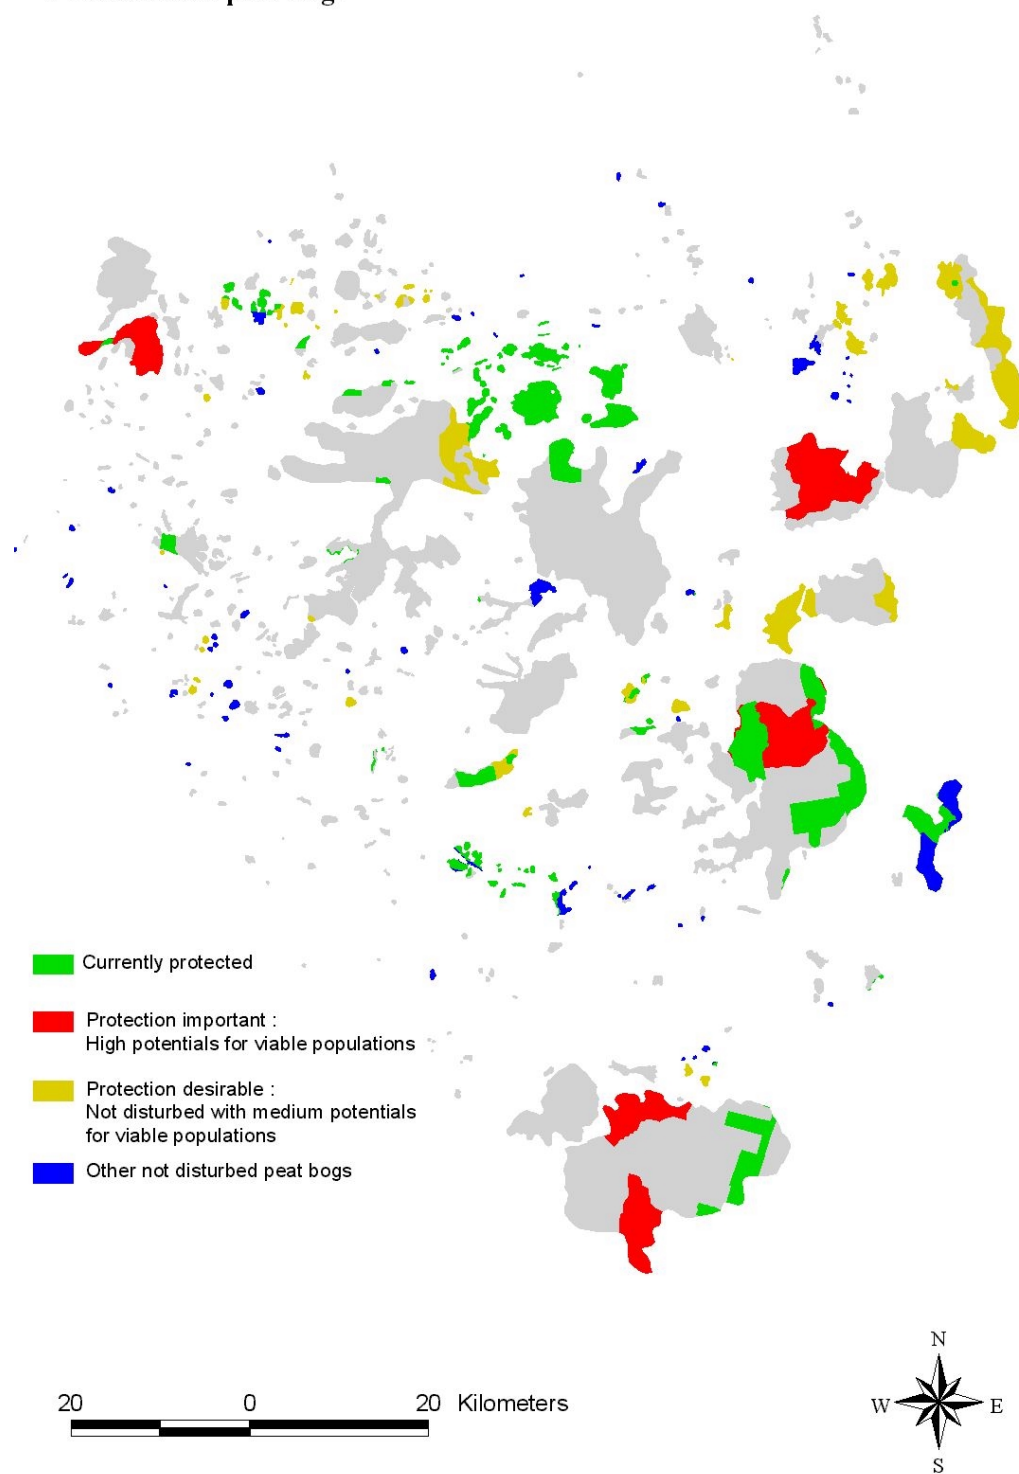 Currently protected
Protection important :
High potentials for viable populations
Protection desirable :
Not disturbed with medium potentials
for viable populations
Other not disturbed peat bogs
20 0 20 Kilometers
N
W E
S